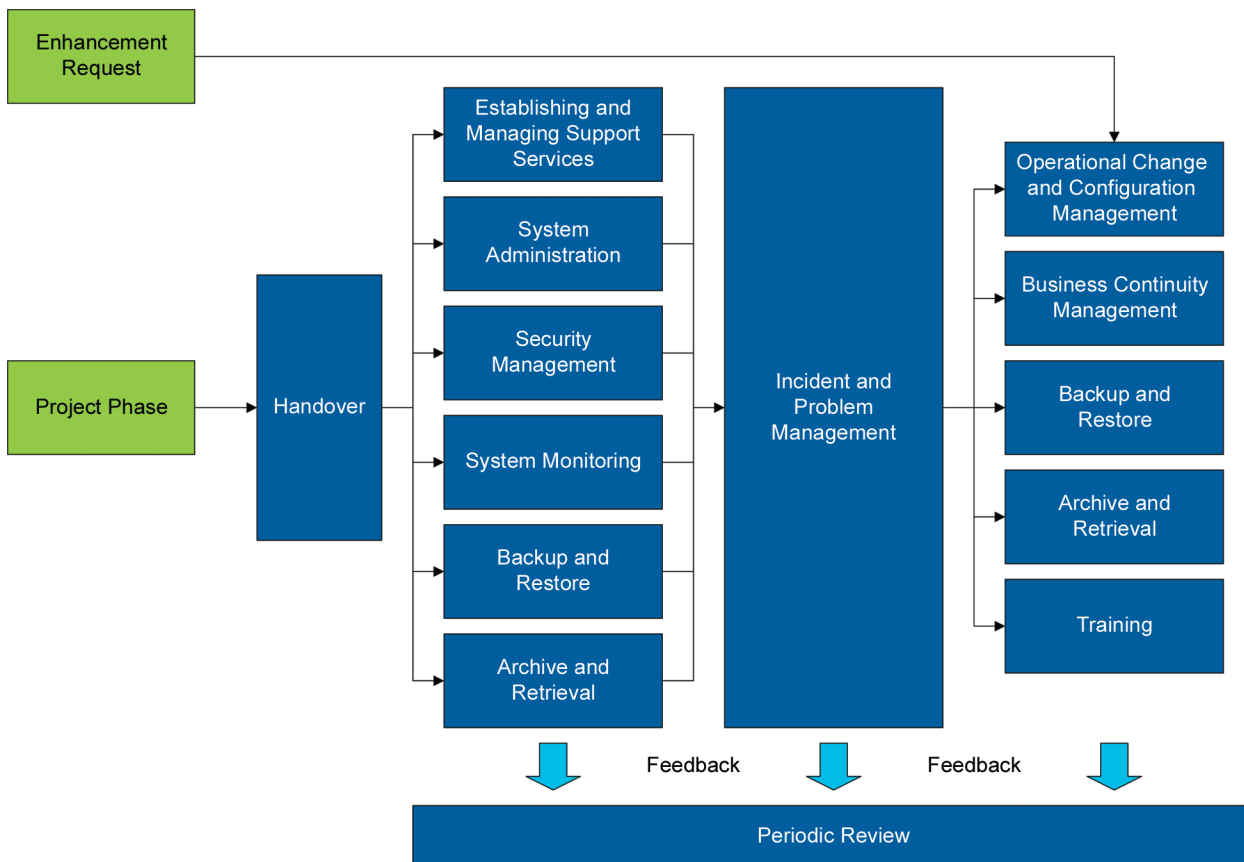 Enhancement
Request
Establishing and
Managing Support
Services
System
Administration
Security
Management
System Monitoring
Backup and
Restore
Archive and
Retrieval
Project Phase
Handover
Incident and
Problem
Management
Operational Change
and Configuration
Management
Business Continuity
Management
Backup and
Restore
Archive and
Retrieval
Training
Feedback
Feedback
Periodic Review